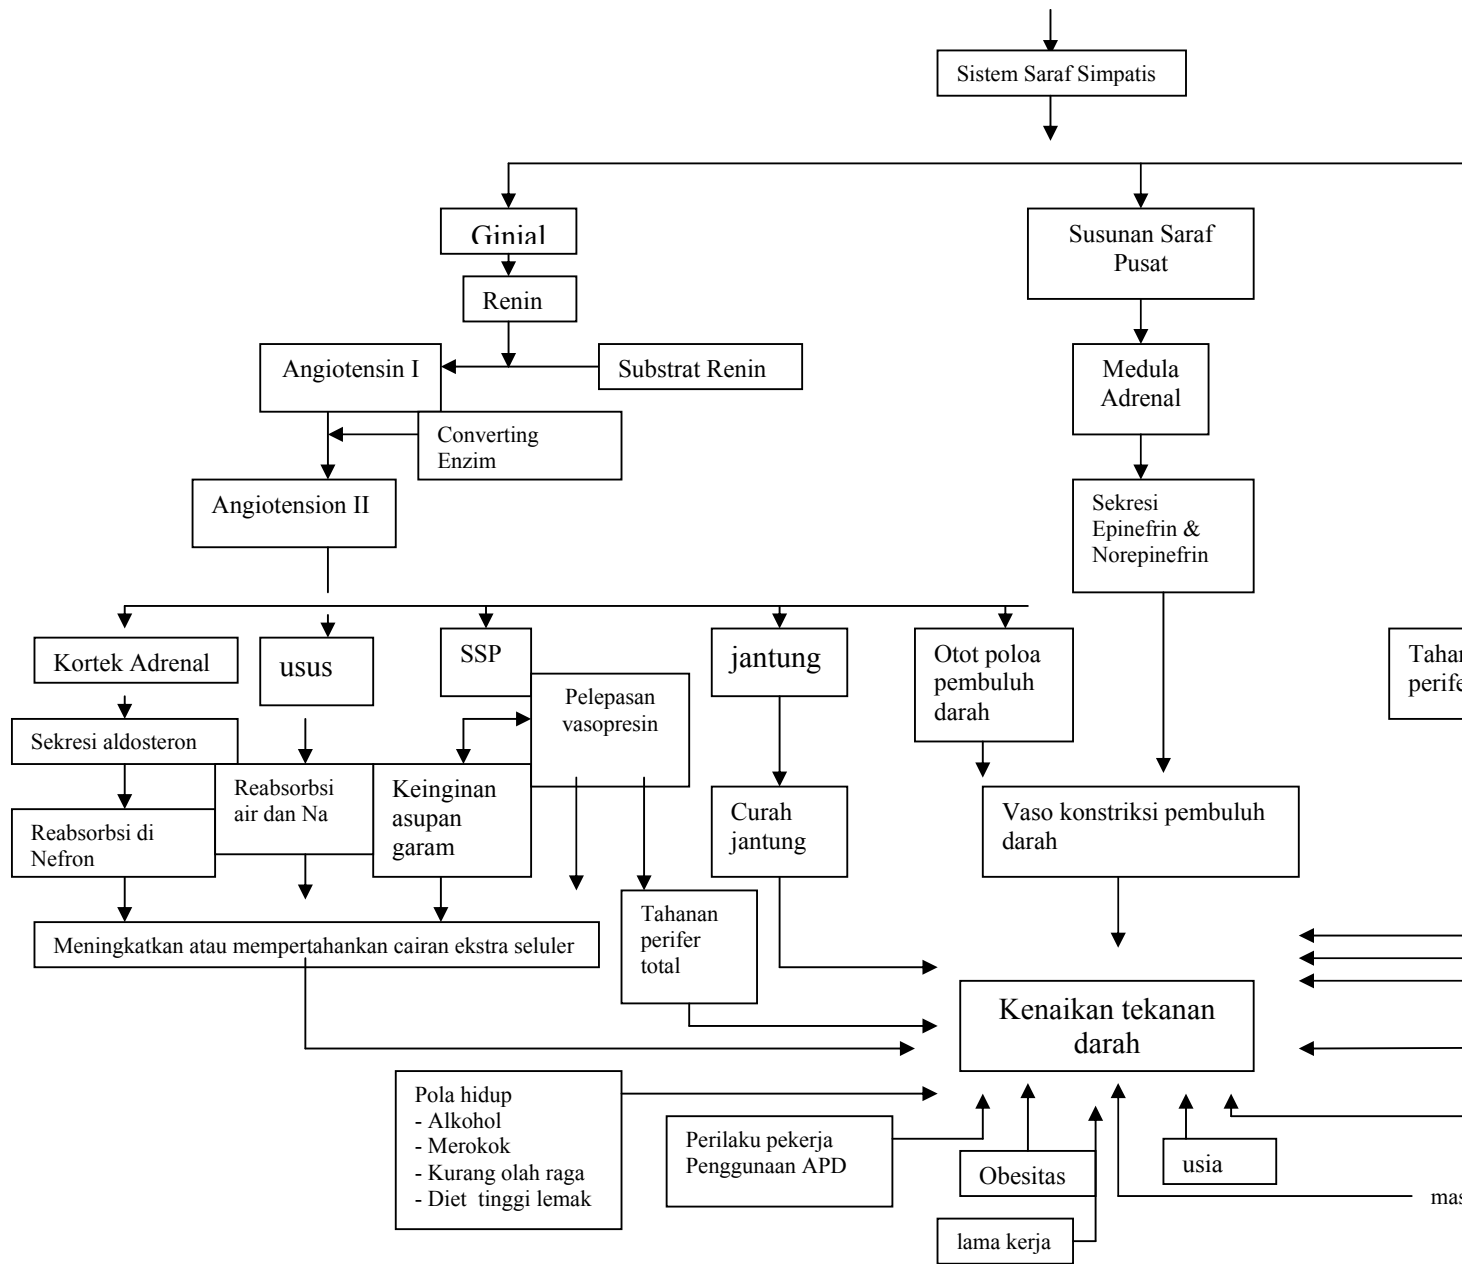 Sistem Saraf Simpatis
Ginjal
Susunan Saraf
Pusat
Renin
Angiotensin I
Substrat Renin
Medula
Adrenal
Converting
Enzim
Angiotension II
Sekresi
Epinefrin &
Norepinefrin
Kortek Adrenal
usus
SSP
jantung
Otot poloa
pembuluh
darah
Pelepasan
vasopresin
Sekresi aldosteron
Reabsorbsi
air dan Na
Keinginan
asupan
garam
Curah
jantung
Vaso konstriksi pembuluh
darah
Reabsorbsi di
Nefron
Tahanan
perifer
total
Meningkatkan atau mempertahankan cairan ekstra seluler
Kenaikan tekanan
darah
Pola hidup
- Alkohol
- Merokok
- Kurang olah raga
- Diet  tinggi lemak
Perilaku pekerja
Penggunaan APD
Obesitas
usia
lama kerja